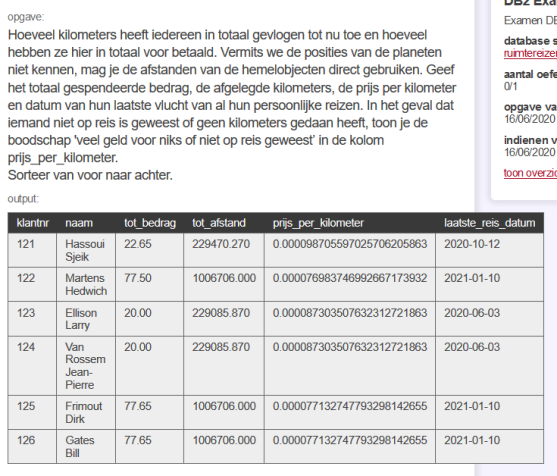 opgave:
Hoeveel kilometers heeft iedereen in totaal gevlogen tot nu toe en hoeveel
hebben ze hier in totaal voor betaald. Vermits we de posities van de planeten
niet kennen, mag je de afstanden van de hemelobjecten direct gebruiken. Geef
het totaal gespendeerde bedrag, de afgelegde kilometers, de prijs per kilometer
en datum van hun laatste vlucht van al hun persoonlijke reizen. In het geval dat
iemand niet op reis is geweest of geen kilometers gedaan heeft, toon je de
boodschap 'veel geld voor niks of niet op reis geweest' in de kolom
prijs_per_kilometer.
Sorteer van voor naar achter.
output:
klantnr naam tot_bedrag tot_afstand prijs_per_kilometer laatste_reis_datum
121 Hassoui Sjeik 22.65 229470.270 0.00009870559702570620 5863 2020-10-12
122 Martens Hedwich 77.50 1006706.000 0.000076983746992667173932 2021-01-10
123 Ellison Larry 20.00 229085.870 0.000087303507632312721863 2020-06-03
124 Van Rossem Jean-Pierre 20.00 229085.870 0.000087303507632312721863 2020-06-03
125 Frimout Dirk 77.65 1006706.000 0.000077132747793298142655 2021-01-10
126 Gates Bill 77.65 1006706.000 0.000077132747793298142655 2021-01-10
Examen
database
ruimtereize
aantal
0/1
opgave
16/06/2020
indienen
16/06/2020
toon